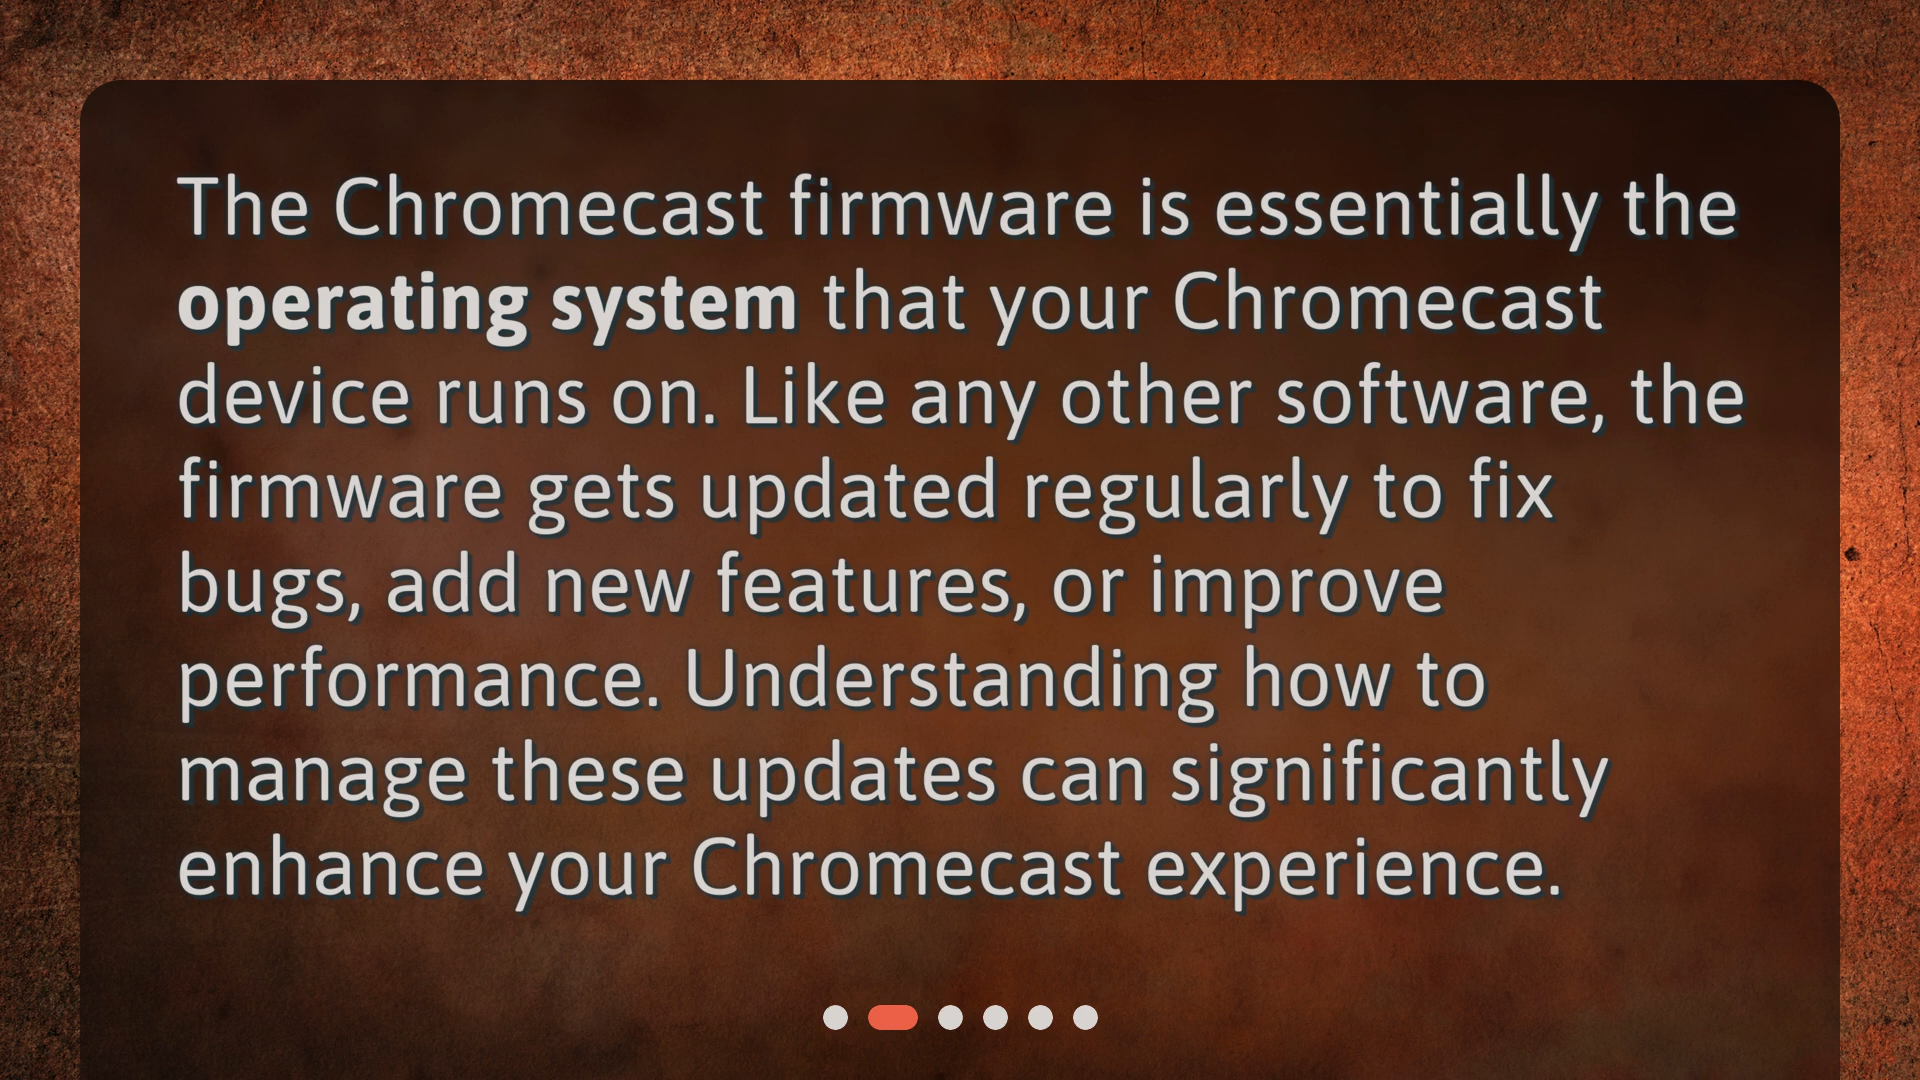 The Chromecast firmware is essentially the
operating system that your Chromecast
device runs on. Like any other software, the
firmware gets updated regularly to fix
bugs, add new features, or improve
performance. Understanding how to
manage these updates can significantly
enhance your Chromecast experience.